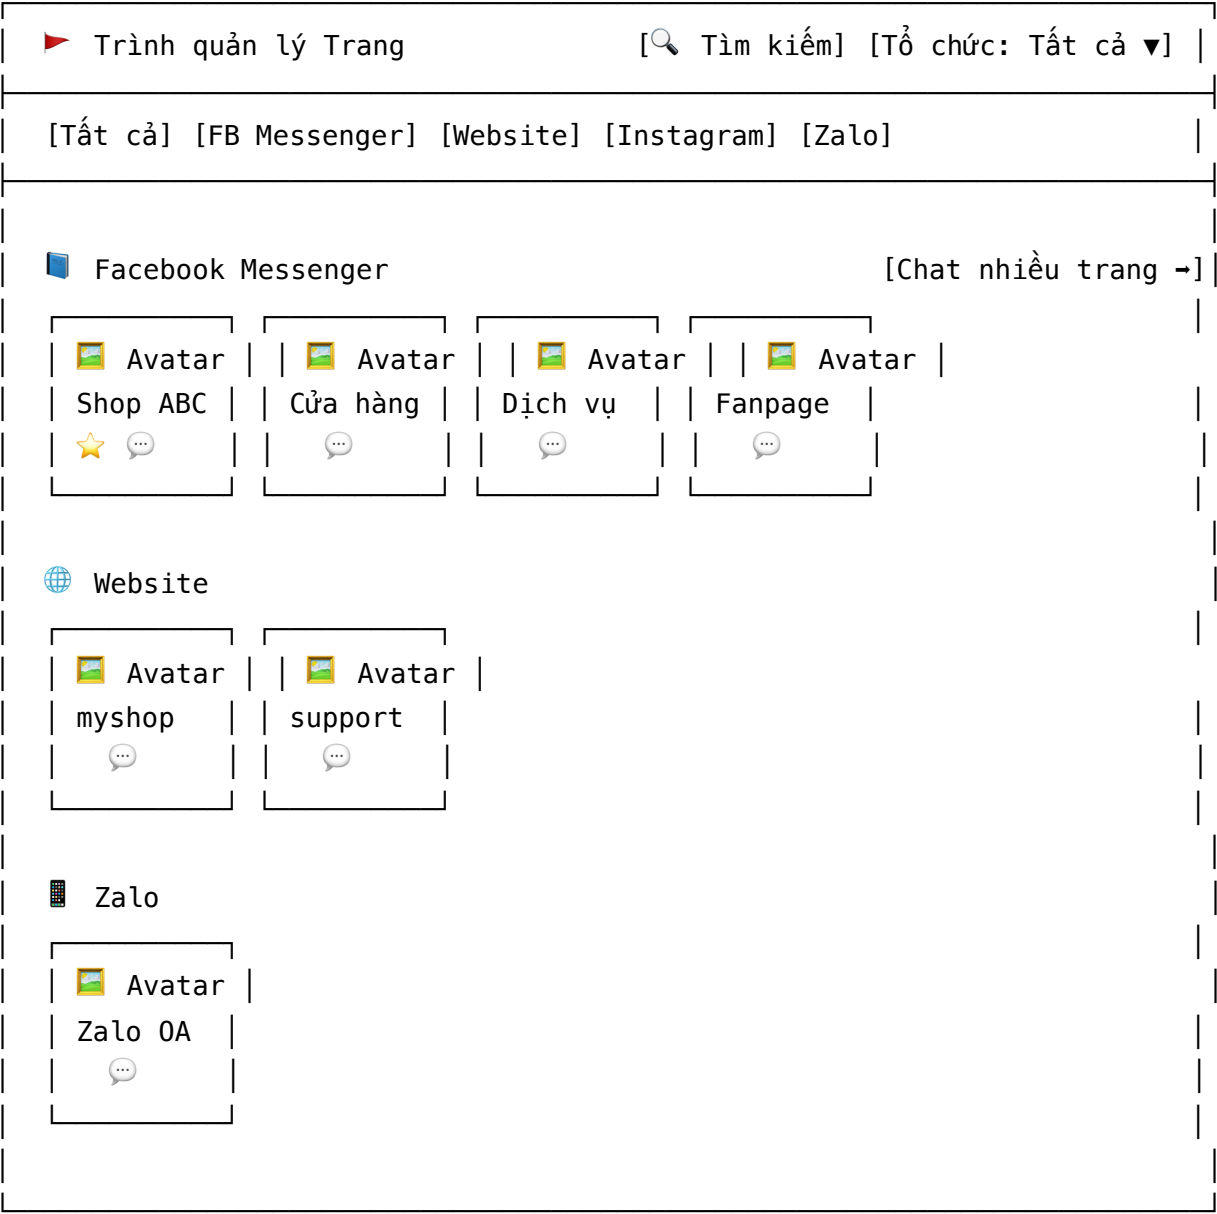 🚩 Trình quản lý Trang [🔍 Tìm kiếm] [Tổ chức: Tất cả ▼]
[Tất cả] [FB Messenger] [Website] [Instagram] [Zalo]
📘 Facebook Messenger [Chat nhiều trang ➡]
🖼️ Avatar 🖼️ Avatar 🖼️ Avatar 🖼️ Avatar
Shop ABC Cửa hàng Dịch vụ Fanpage
⭐ 💬 💬 💬 💬
🌐 Website
🖼️ Avatar 🖼️ Avatar
myshop support
💬 💬
📱 Zalo
🖼️ Avatar
Zalo OA
💬